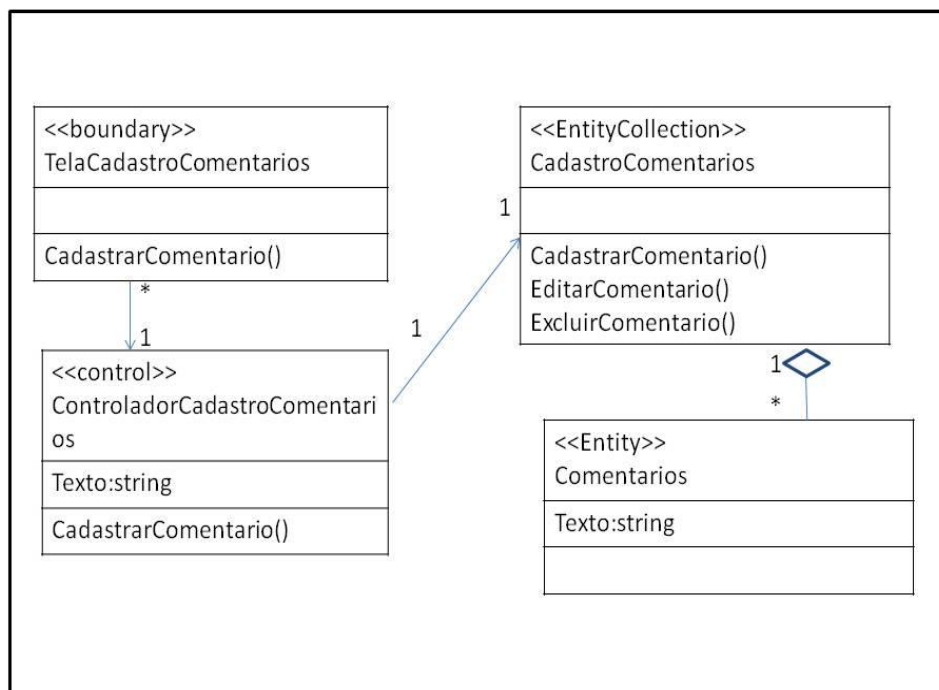 <<boundary>>
TelaCadastroComentarios
CadastrarComentario()
*
1
<<control>>
ControladorCadastroComentari
os
Texto:string
CadastrarComentario()
1
1
<<EntityCollection>>
CadastroComentarios
CadastrarComentario()
EditarComentario()
ExcluirComentario()
1
*
<<Entity>>
Comentarios
Texto:string